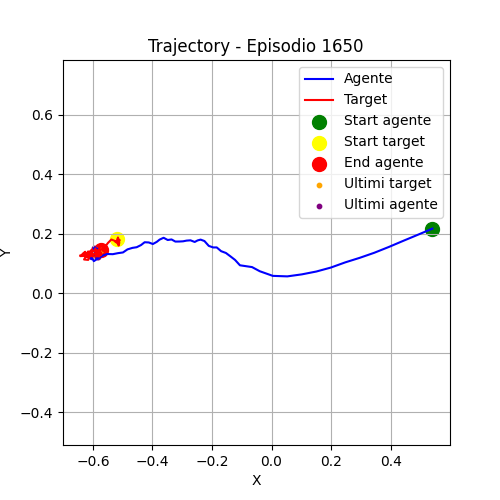 Trajectory - Episodio 1650
Agente
Target
Start agente
Start target
End agente
Ultimi target
Ultimi agente
Y
0.6
0.4
0.2
0.0
−0.2
−0.4
−0.6
−0.4
−0.2
0.0
0.2
0.4
X